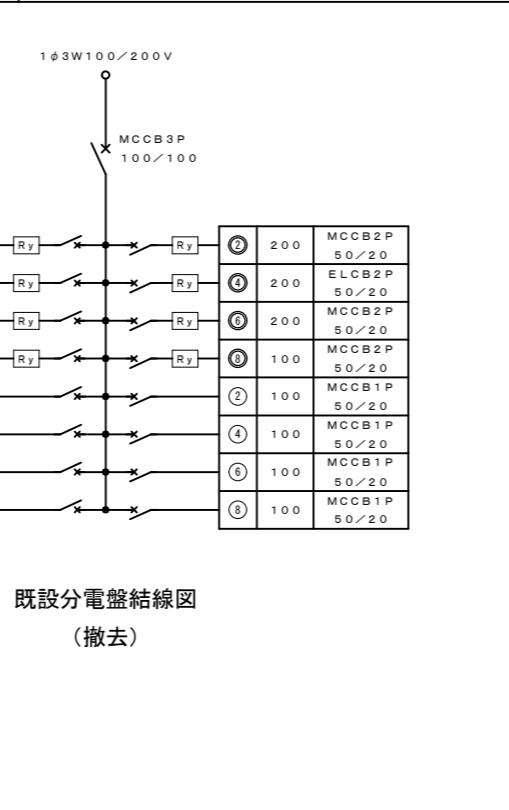 1φ3W100／200V
MCCB3P
100／100
Ry Ry ② 200 MCCB2P
50／20
Ry Ry ④ 200 ELCB2P
50／20
Ry Ry ⑥ 200 MCCB2P
50／20
Ry Ry ⑧ 100 MCCB2P
50／20
② 100 MCCB1P
50／20
④ 100 MCCB1P
50／20
⑥ 100 MCCB1P
50／20
⑧ 100 MCCB1P
50／20
既設分電盤結線図
（撤去）